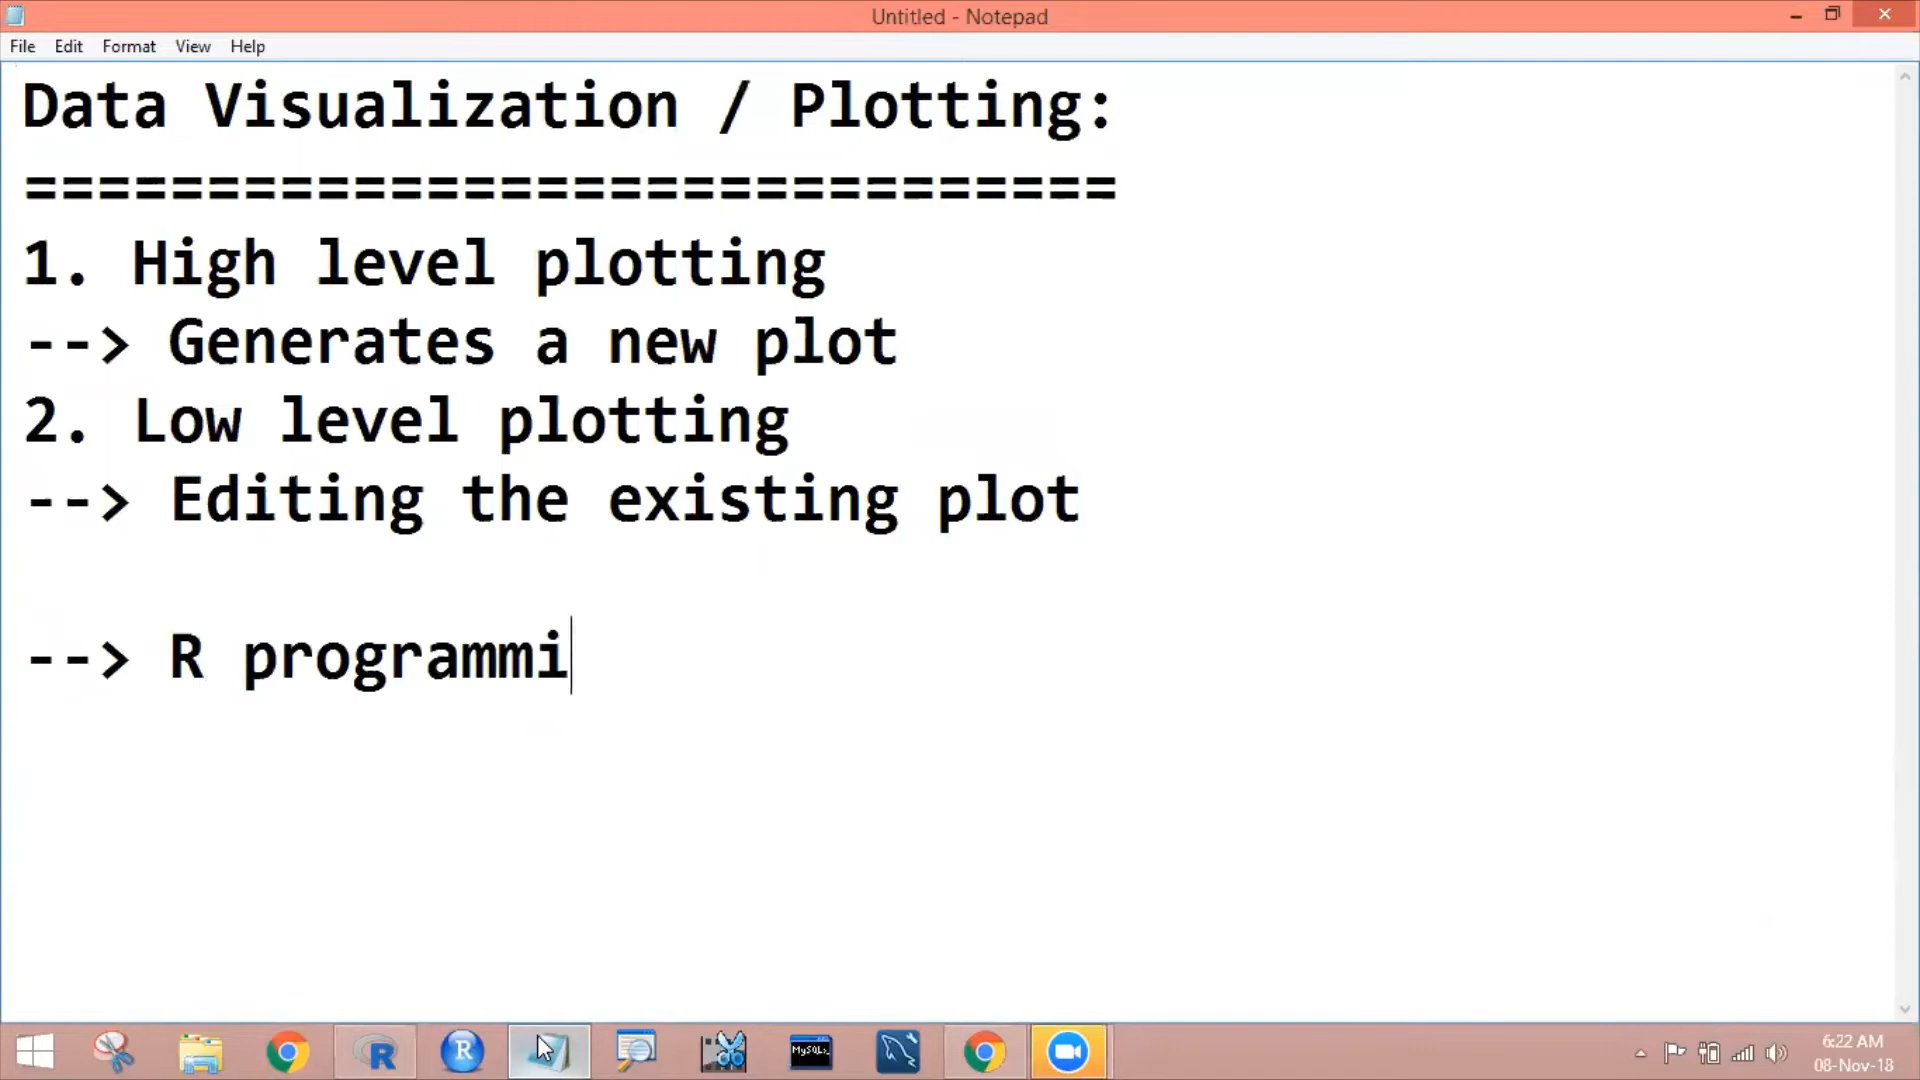 Untitled - Notepad
File Edit Format View Help
Data Visualization / Plotting:
==============================
1. High level plotting
--> Generates a new plot
2. Low level plotting
--> Editing the existing plot
--> R programmi
R
R
MySQL>
6:22 AM
08-Nov-18